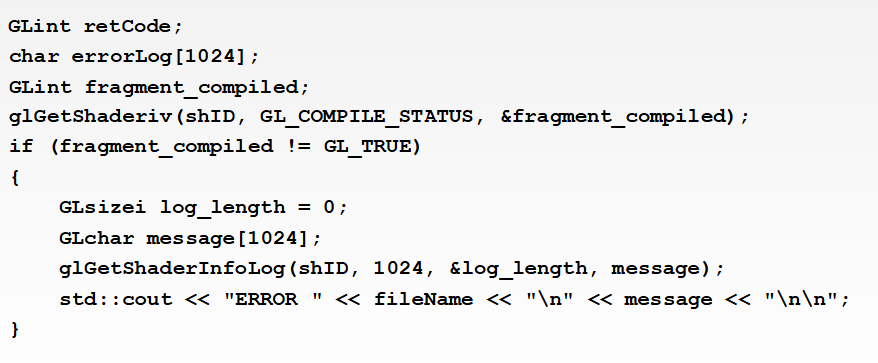 GLint retCode;
char errorLog[1024];
GLint fragment_compiled;
glGetShaderiv(shID, GL_COMPILE_STATUS, &fragment_compiled);
if (fragment_compiled != GL_TRUE)
{
    GLsizei log_length = 0;
    GLchar message[1024];
    glGetShaderInfoLog(shID, 1024, &log_length, message);
    std::cout << "ERROR " << fileName << "\n" << message << "\n\n";
}